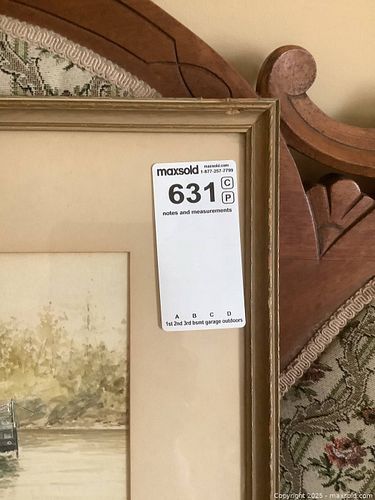 maxsold maxsold.com
1-877-257-7799
631 C
P
notes and measurements
A B C D
1st 2nd 3rd bsmt garage outdoors
Copyright 2025 - maxsold.com